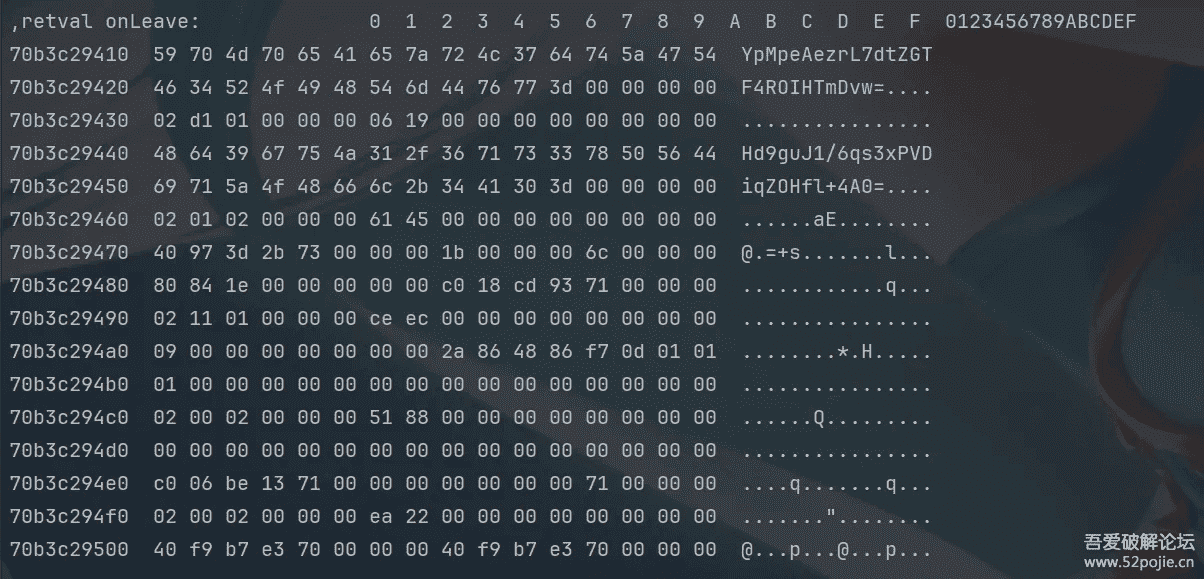 ,retval onLeave:              0  1  2  3  4  5  6  7  8  9  A  B  C  D  E  F  0123456789ABCDEF
70b3c29410  59 70 4d 70 65 41 65 7a 72 4c 37 64 74 5a 47 54  YpMpeAezrL7dtZGT
70b3c29420  46 34 52 4f 49 48 54 6d 44 76 77 3d 00 00 00 00  F4ROIHTmDvw=....
70b3c29430  02 d1 01 00 00 00 06 19 00 00 00 00 00 00 00 00  ................
70b3c29440  48 64 39 67 75 4a 31 2f 36 71 73 33 78 50 56 44  Hd9guJ1/6qs3xPVD
70b3c29450  69 71 5a 4f 48 66 6c 2b 34 41 30 3d 00 00 00 00  iqZOHfl+4A0=....
70b3c29460  02 01 02 00 00 00 61 45 00 00 00 00 00 00 00 00  ......aE........
70b3c29470  40 97 3d 2b 73 00 00 00 1b 00 00 00 6c 00 00 00  @.=+s.......l...
70b3c29480  80 84 1e 00 00 00 00 00 c0 18 cd 93 71 00 00 00  ............q...
70b3c29490  02 11 01 00 00 00 ce ec 00 00 00 00 00 00 00 00  ................
70b3c294a0  09 00 00 00 00 00 00 00 2a 86 48 86 f7 0d 01 01  ........*.H.....
70b3c294b0  01 00 00 00 00 00 00 00 00 00 00 00 00 00 00 00  ................
70b3c294c0  02 00 02 00 00 00 51 88 00 00 00 00 00 00 00 00  ......Q.........
70b3c294d0  00 00 00 00 00 00 00 00 00 00 00 00 00 00 00 00  ................
70b3c294e0  c0 06 be 13 71 00 00 00 00 00 00 00 71 00 00 00  ....q.......q...
70b3c294f0  02 00 02 00 00 00 ea 22 00 00 00 00 00 00 00 00  .......".........
70b3c29500  40 f9 b7 e3 70 00 00 00 40 f9 b7 e3 70 00 00 00  @...p...@...p...
吾爱破解论坛
www.52pojie.cn